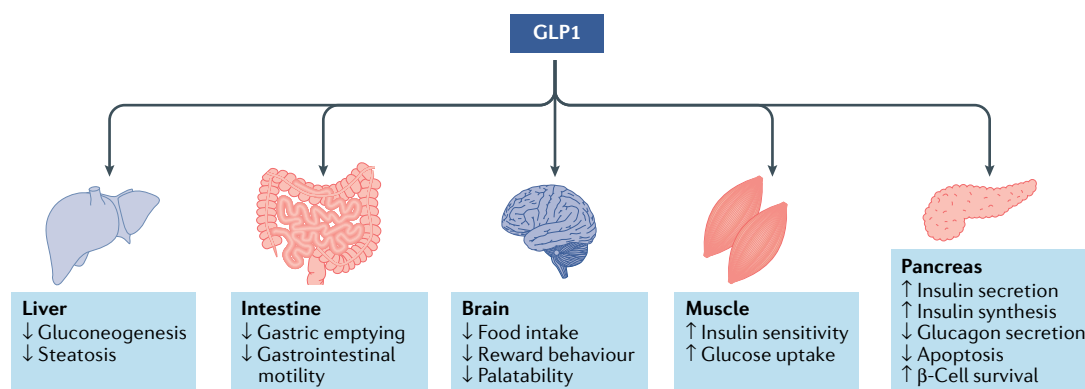 GLP1
Liver
↓ Gluconeogenesis
↓ Steatosis
Intestine
↓ Gastric emptying
↓ Gastrointestinal
motility
Brain
↓ Food intake
↓ Reward behaviour
↓ Palatability
Muscle
↑ Insulin sensitivity
↑ Glucose uptake
Pancreas
↑ Insulin secretion
↑ Insulin synthesis
↓ Glucagon secretion
↓ Apoptosis
↑ β-Cell survival